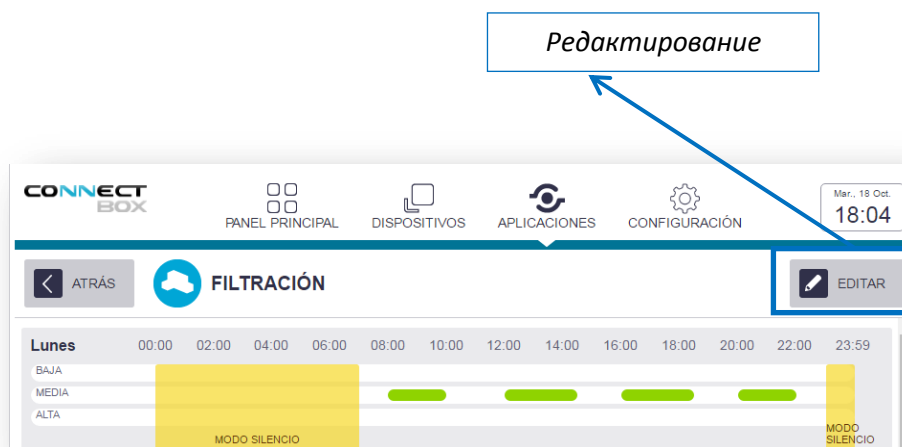 Редактирование
CONNECT
BOX
PANEL PRINCIPAL DISPOSITIVOS APLICACIONES CONFIGURACIÓN
Mar., 18 Oct.
18:04
ATRÁS FILTRACIÓN EDITAR
Lunes 00:00 02:00 04:00 06:00 08:00 10:00 12:00 14:00 16:00 18:00 20:00 22:00 23:59
BAJA
MEDIA
ALTA
MODO SILENCIO
MODO
SILENCIO